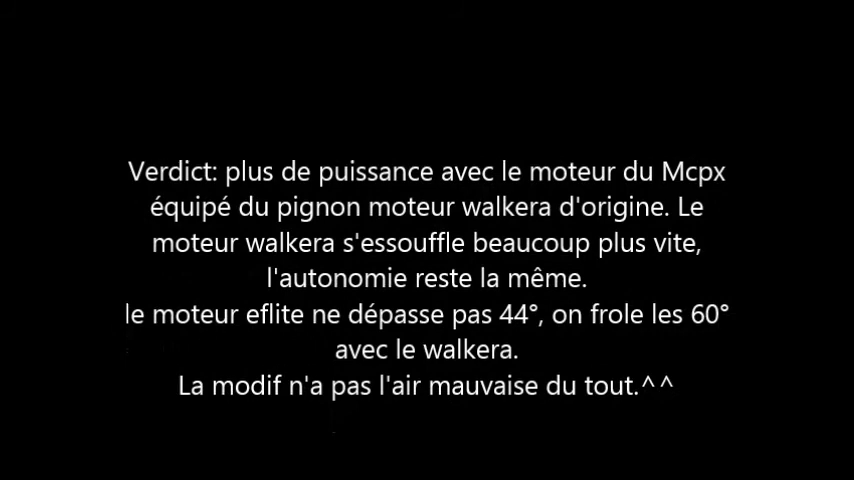 Verdict: plus de puissance avec le moteur du Mcpx
équipé du pignon moteur walkera d'origine. Le
moteur walkera s'essouffle beaucoup plus vite,
l'autonomie reste la même.
le moteur eflite ne dépasse pas 44°, on frole les 60°
avec le walkera.
La modif n'a pas l'air mauvaise du tout.^^